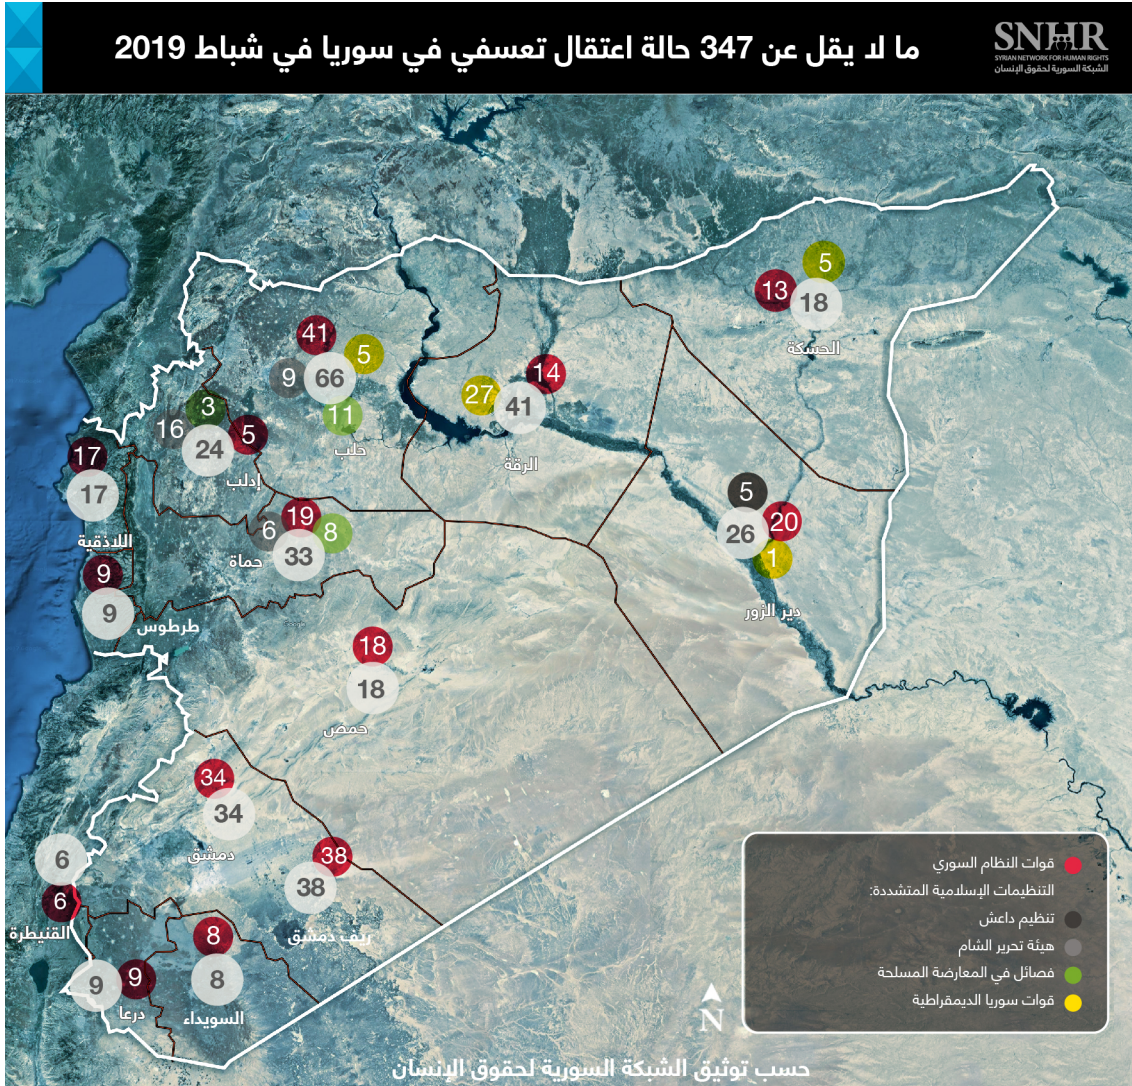 ما لا يقل عن 347 حالة اعتقال تعسفي في سوريا في شباط 2019
SNHR
SYRIAN NETWORK FOR HUMAN RIGHTS
الشبكة السورية لحقوق الإنسان
5
13
18
الحسكة
41
5
9
66
11
حلب
14
27
41
الرقة
3
16
5
24
إدلب
17
17
اللاذقية
5
20
26
1
دير الزور
19
6
8
33
حماة
9
9
طرطوس
Google
18
18
حمص
34
34
دمشق
38
38
ريف دمشق
6
6
القنيطرة
8
8
السويداء
9
9
درعا
قوات النظام السوري
التنظيمات الإسلامية المتشددة:
تنظيم داعش
هيئة تحرير الشام
فصائل في المعارضة المسلحة
قوات سوريا الديمقراطية
N
حسب توثيق الشبكة السورية لحقوق الإنسان